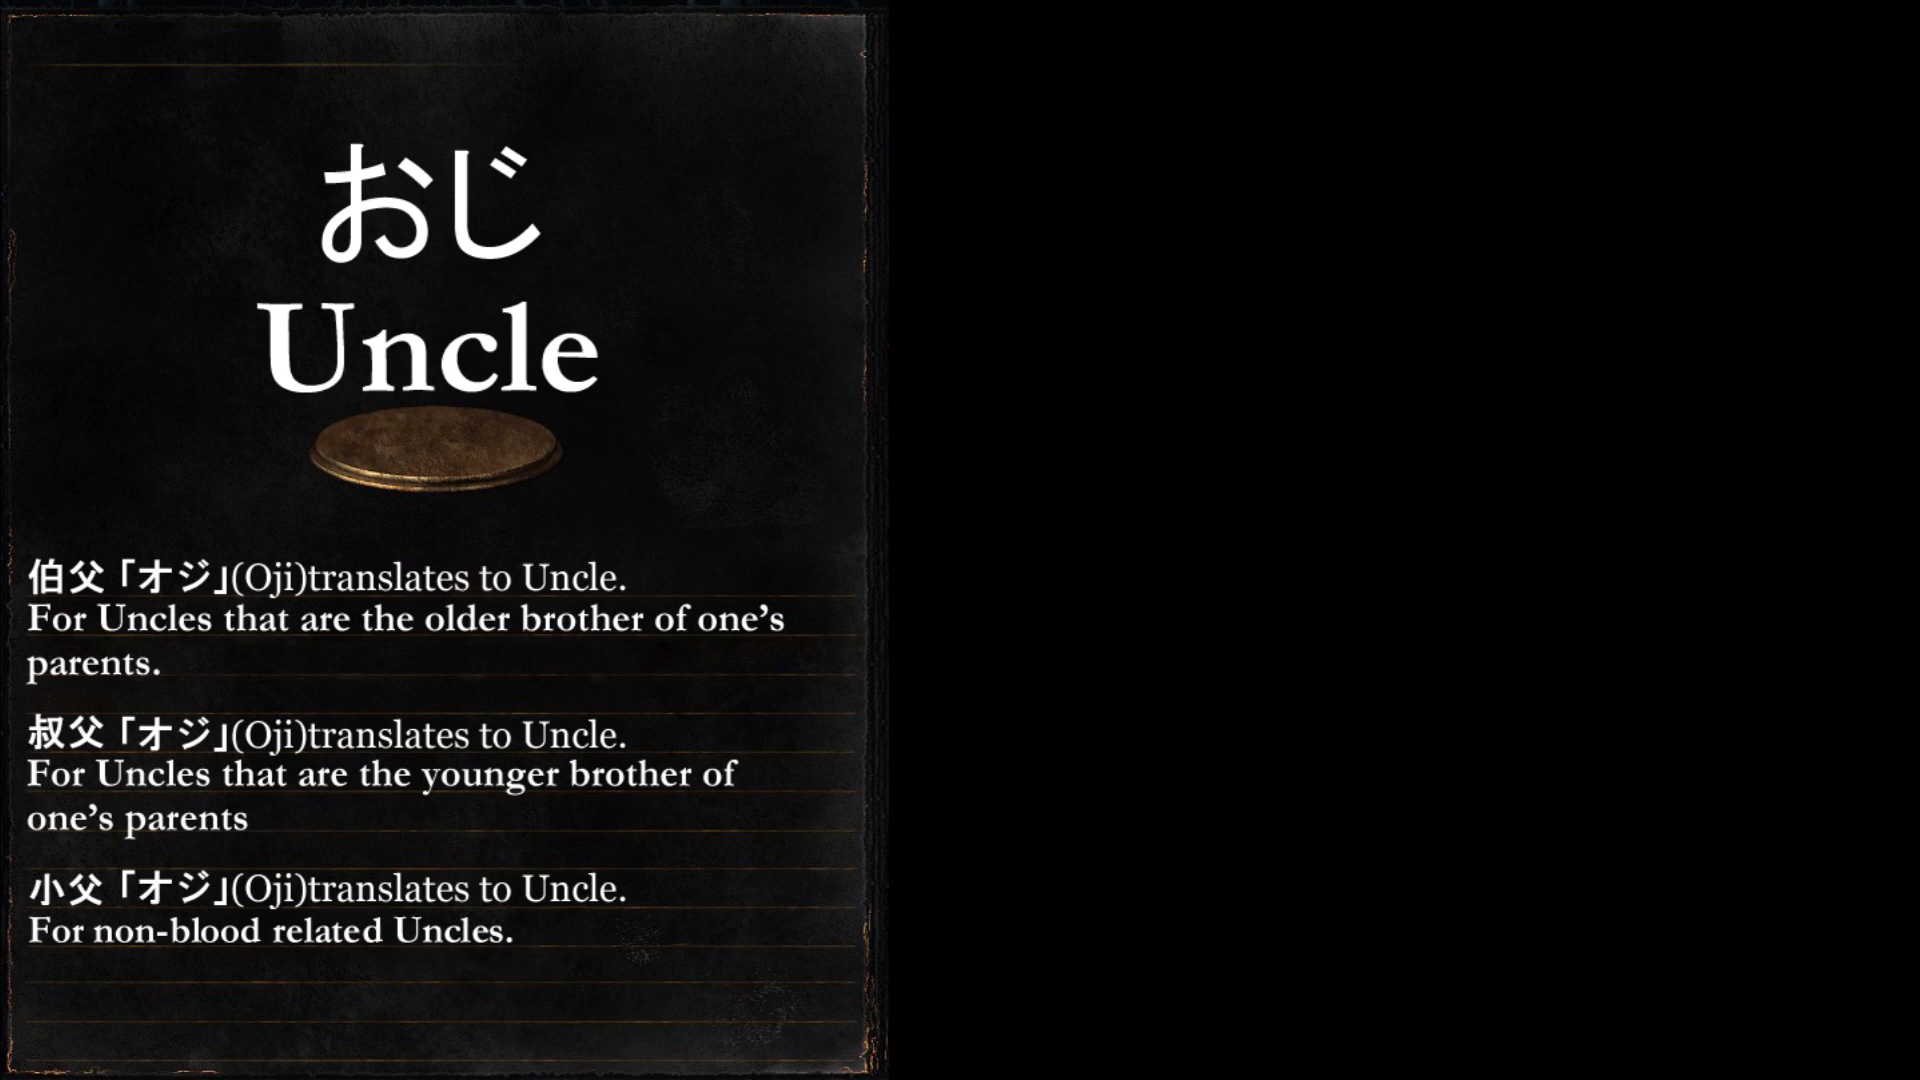 おじ
Uncle
伯父「オジ」(Oji)translates to Uncle.
For Uncles that are the older brother of one’s
parents.
叔父「オジ」(Oji)translates to Uncle.
For Uncles that are the younger brother of
one’s parents
小父「オジ」(Oji)translates to Uncle.
For non-blood related Uncles.